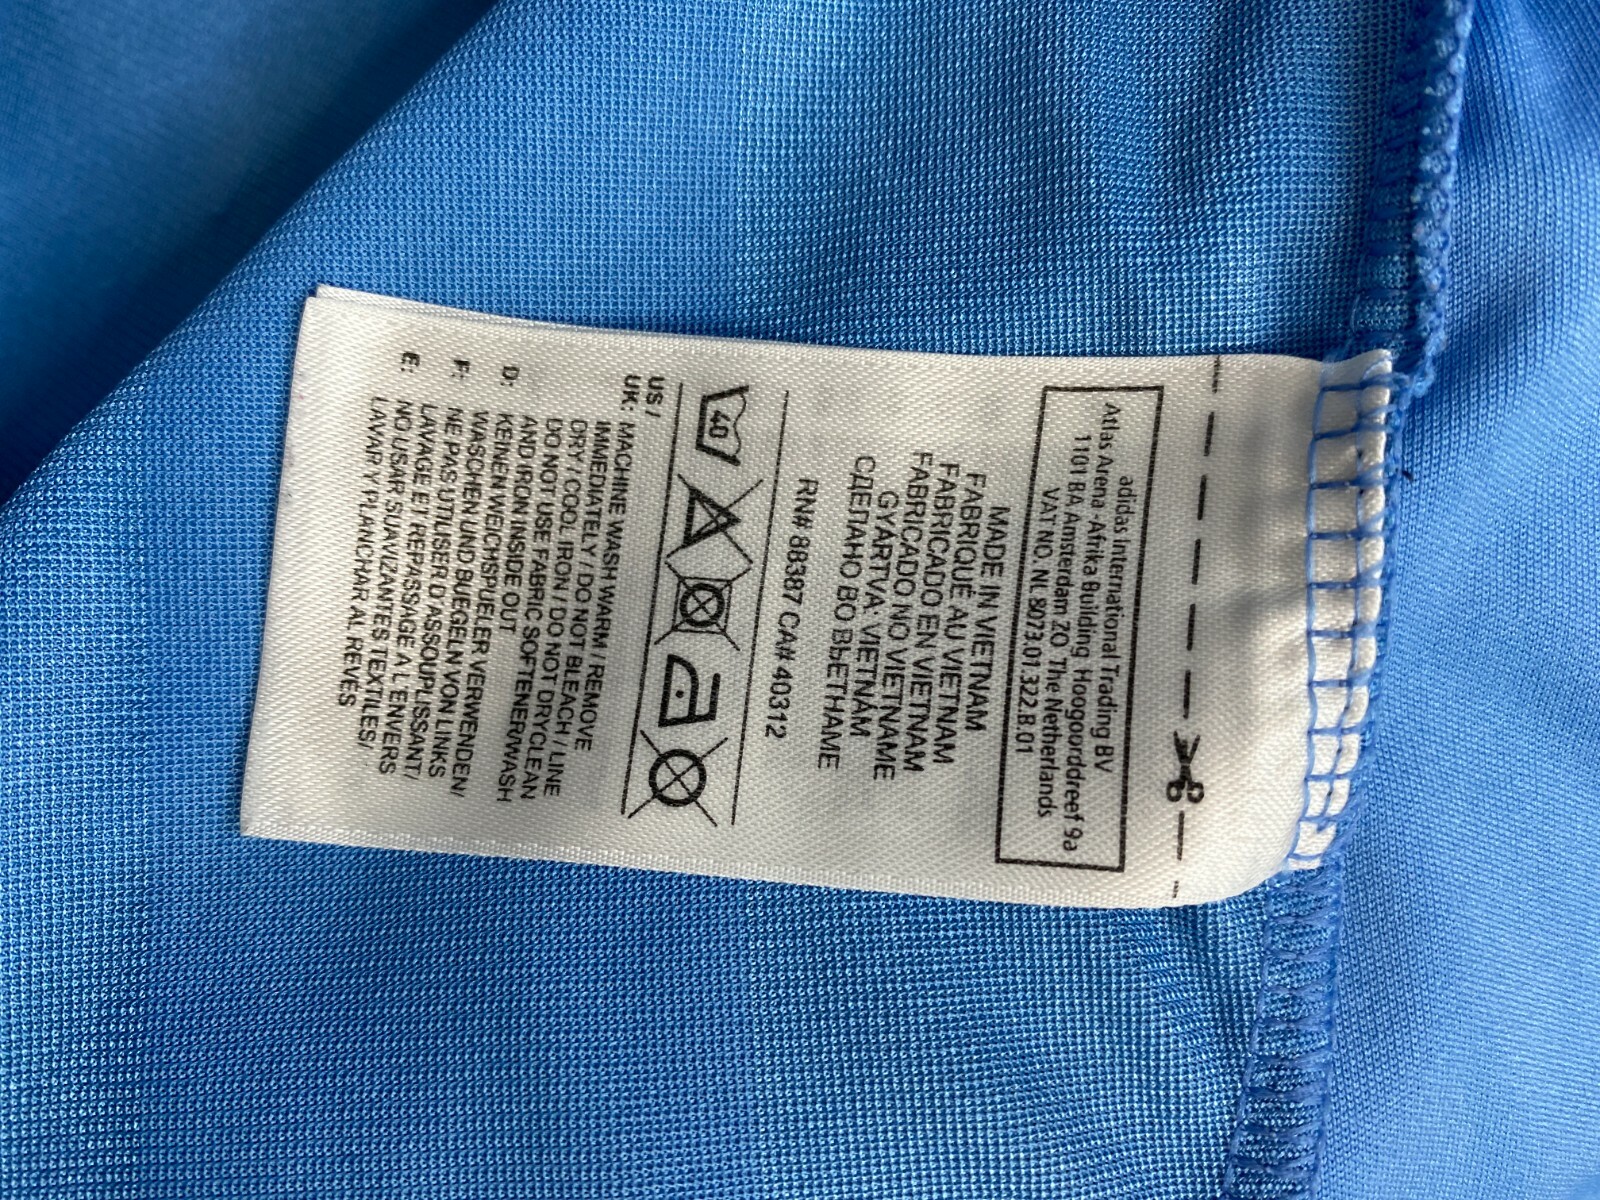 adidas International Trading BV
Atlas Arena - Afrika Building, Hoogoorddreef 9a
1101 BA Amsterdam ZO The Netherlands
VAT NO. NL 8073.01.322.B.01
MADE IN VIETNAM
FABRIQUÉ AU VIETNAM
FABRICADO EN VIETNAM
FABRICADO NO VIETNAME
GYÁRTVA: VIETNÁM
СДЕЛАНО ВО ВЬЕТНАМЕ
RN# 88387 CA# 40312
40
US /
UK: MACHINE WASH WARM / REMOVE
IMMEDIATELY / DO NOT BLEACH / LINE
DRY / COOL IRON / DO NOT DRYCLEAN
DO NOT USE FABRIC SOFTENER/WASH
AND IRON INSIDE OUT
D: KEINEN WEICHSPUELER VERWENDEN/
WASCHEN UND BUEGELN VON LINKS
F: NE PAS UTILISER D ASSOUPLISSANT/
LAVAGE ET REPASSAGE A L ENVERS
E: NO USAR SUAVIZANTES TEXTILES/
LAVAR Y PLANCHAR AL REVÉS